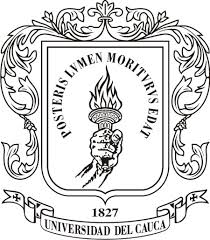 POSTERIS LVMEN MORITVRVS EDAT
1827
UNIVERSIDAD DEL CAUCA